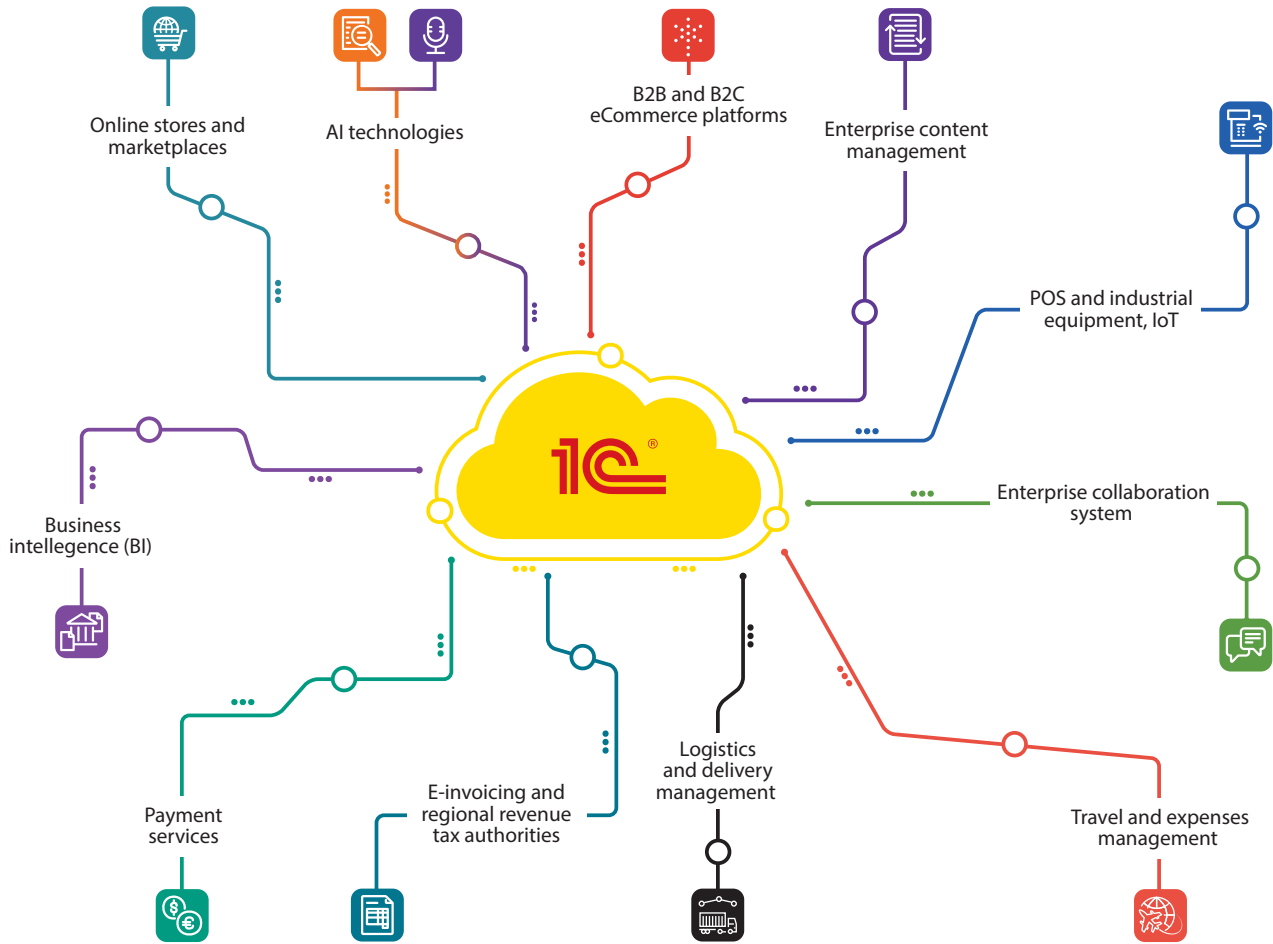 Online stores and
marketplaces
AI technologies
B2B and B2C
eCommerce platforms
Enterprise content
management
POS and industrial
equipment, IoT
1C®
Enterprise collaboration
system
Business
intellegence (BI)
Payment
services
E-invoicing and
regional revenue
tax authorities
Logistics
and delivery
management
Travel and expenses
management